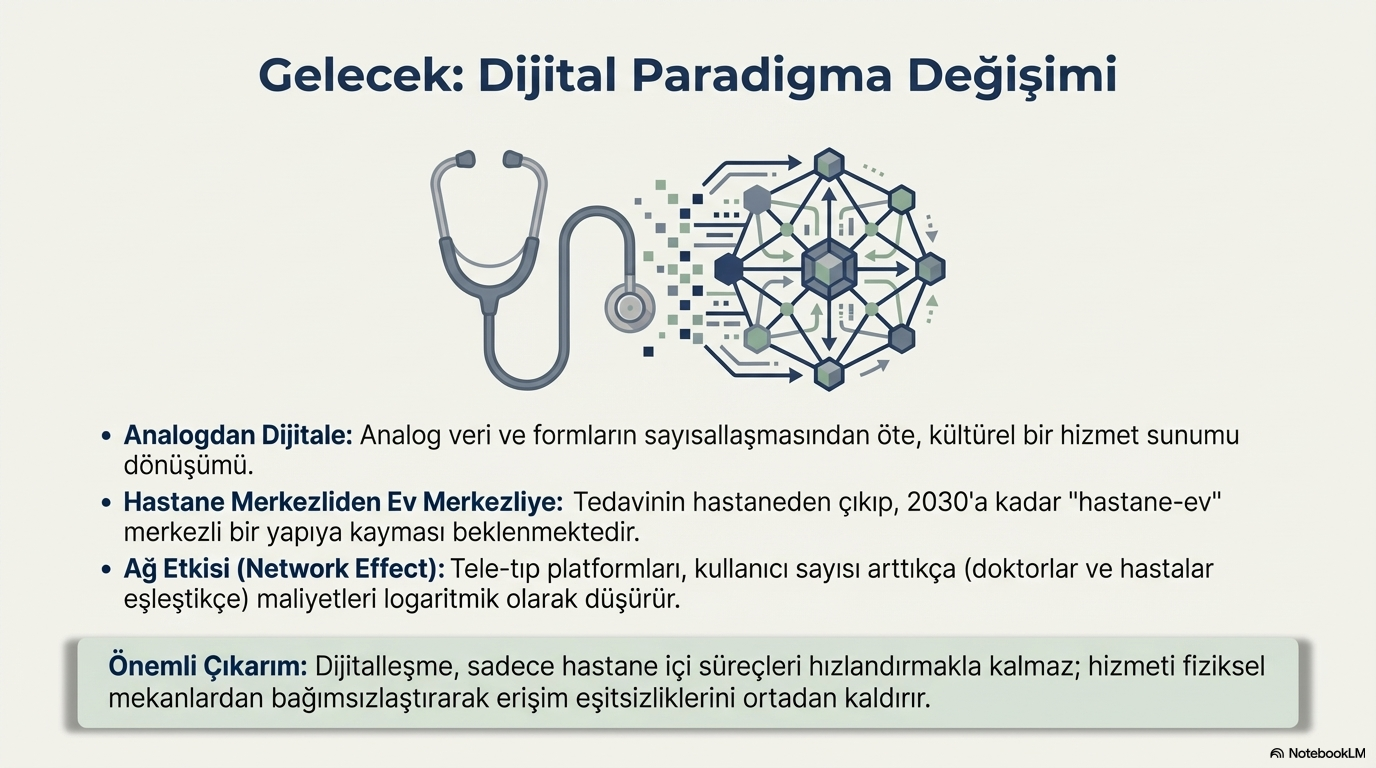 Gelecek: Dijital Paradigma Değişimi
• Analogdan Dijitale: Analog veri ve formların sayısallaşmasından öte, kültürel bir hizmet sunumu
dönüşümü.
• Hastane Merkezliden Ev Merkezliye: Tedavinin hastaneden çıkıp, 2030'a kadar "hastane-ev"
merkezli bir yapıya kayması beklenmektedir.
• Ağ Etkisi (Network Effect): Tele-tıp platformları, kullanıcı sayısı arttıkça (doktorlar ve hastalar
eşleştikçe) maliyetleri logaritmik olarak düşürür.
Önemli Çıkarım: Dijitalleşme, sadece hastane içi süreçleri hızlandırmakla kalmaz; hizmeti fiziksel
mekanlardan bağımsızlaştırarak erişim eşitsizliklerini ortadan kaldırır.
NotebookLM